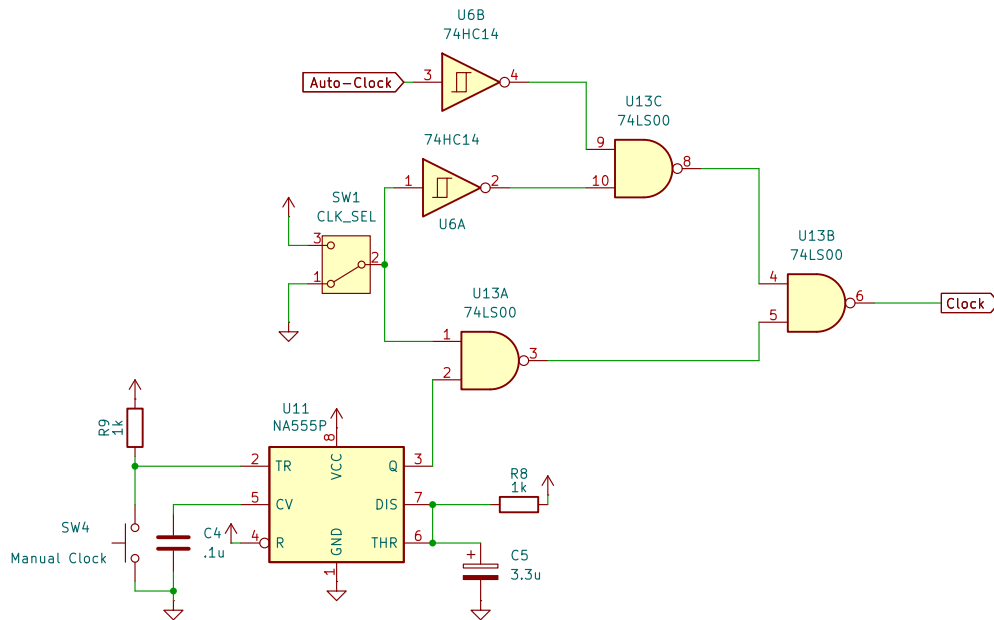 U6B
74HC14
Auto-Clock
3
4
U13C
74LS00
9
10
8
74HC14
1
2
U6A
SW1
CLK_SEL
3
2
1
U13B
74LS00
4
5
6
Clock
U13A
74LS00
1
2
3
R9
1k
U11
NA555P
8
VCC
2
TR
Q
3
5
CV
DIS
7
4
R
THR
6
GND
1
R8
1k
SW4
Manual Clock
C4
.1u
+
C5
3.3u